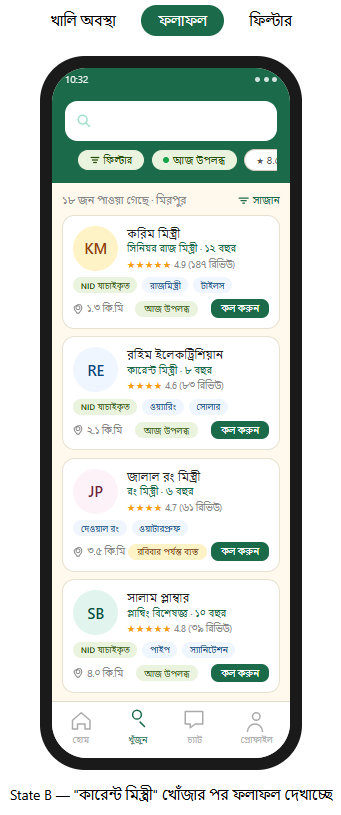 খালি অবস্থা ফলাফল ফিল্টার
10:32
ফিল্টার আজ উপলব্ধ ★ 8.
১৮ জন পাওয়া গেছে · মিরপুর সাজান
করিম মিস্ত্রী
KM
সিনিয়র রাজ মিস্ত্রী · ১২ বছর
★★★★★ 4.9 (১৪৭ রিভিউ)
NID যাচাইকৃত রাজমিস্ত্রী টাইলস
১.৩ কি.মি আজ উপলব্ধ কল করুন
রহিম ইলেকট্রিশিয়ান
RE
কারেন্ট মিস্ত্রী · ৮ বছর
★★★★ 4.6 (৮৩ রিভিউ)
NID যাচাইকৃত ওয়্যারিং সোলার
২.১ কি.মি আজ উপলব্ধ কল করুন
জালাল রং মিস্ত্রী
JP
রং মিস্ত্রী · ৬ বছর
★★★★ 4.7 (৬১ রিভিউ)
দেওয়াল রং ওয়াটারপ্রুফ
৩.৫ কি.মি রবিবার পর্যন্ত ব্যস্ত কল করুন
সালাম প্লাম্বার
SB
প্লাম্বিং বিশেষজ্ঞ · ১০ বছর
★★★★★ 4.8 (৩৯ রিভিউ)
NID যাচাইকৃত পাইপ স্যানিটেশন
৪.০ কি.মি আজ উপলব্ধ কল করুন
হোম খুঁজুন চ্যাট প্রোফাইল
State B — "কারেন্ট মিস্ত্রী" খোঁজার পর ফলাফল দেখাচ্ছে